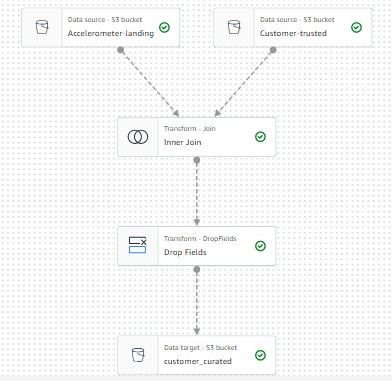 Data source - S3 bucket
Accelerometer-landing
Data source - S3 bucket
Customer-trusted
Transform - Join
Inner Join
Transform - DropFields
Drop Fields
Data target - S3 bucket
customer_curated